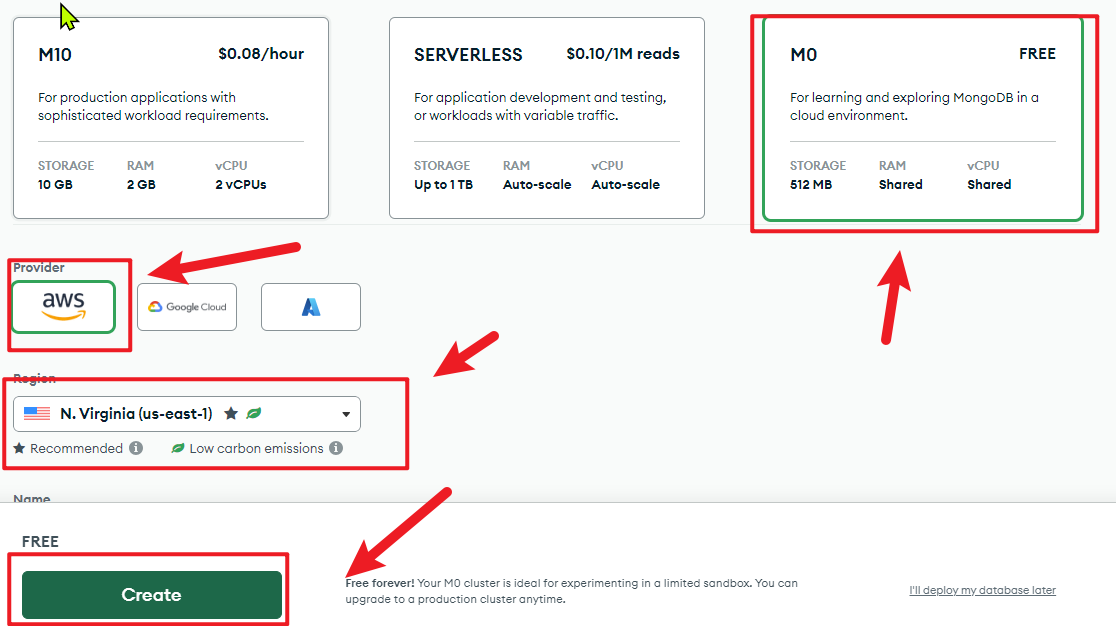 M10 $0.08/hour
For production applications with
sophisticated workload requirements.
STORAGE RAM vCPU
10 GB 2 GB 2 vCPUs
SERVERLESS $0.10/1M reads
For application development and testing,
or workloads with variable traffic.
STORAGE RAM vCPU
Up to 1 TB Auto-scale Auto-scale
M0 FREE
For learning and exploring MongoDB in a
cloud environment.
STORAGE RAM vCPU
512 MB Shared Shared
Provider
aws
Google Cloud
Region
N. Virginia (us-east-1)
Recommended
Low carbon emissions
Name
FREE
Create
Free forever! Your M0 cluster is ideal for experimenting in a limited sandbox. You can
upgrade to a production cluster anytime.
I'll deploy my database later